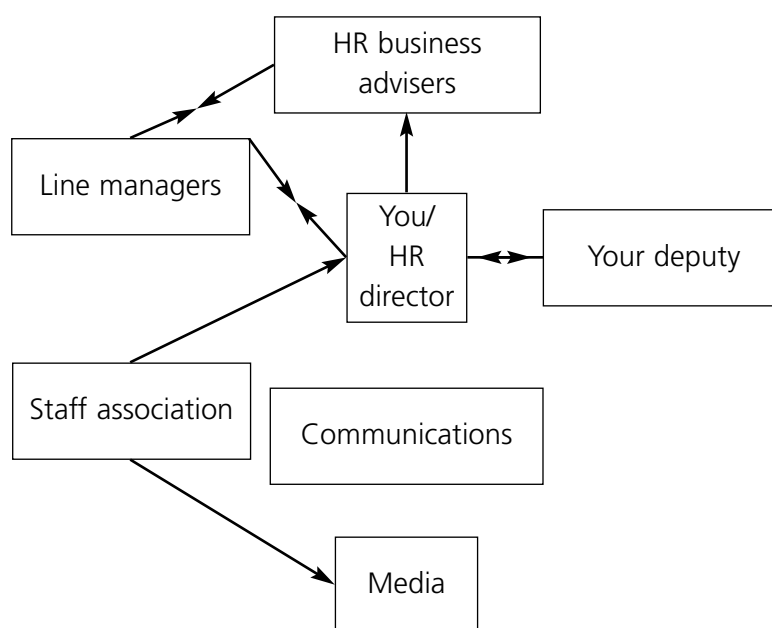 HR business
advisers
Line managers
You/
HR
director
Your deputy
Staff association
Communications
Media